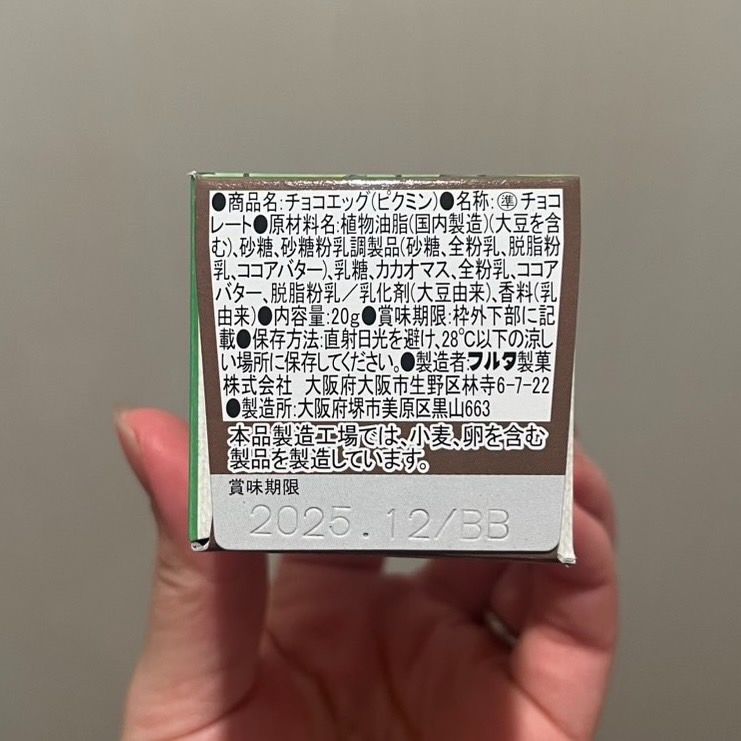 ●商品名:チョコエッグ(ピクミン)●名称:㊟チョコ
レート●原材料名:植物油脂(国内製造)(大豆を含
む)、砂糖、砂糖粉乳調製品(砂糖、全粉乳、脱脂粉
乳、ココアバター)、乳糖、カカオマス、全粉乳、ココア
バター、脱脂粉乳／乳化剤(大豆由来)、香料(乳
由来)●内容量:20g●賞味期限:枠外下部に記
載●保存方法:直射日光を避け、28℃以下の涼し
い場所に保存してください。●製造者:フルタ製菓
株式会社 大阪府大阪市生野区林寺6-7-22
●製造所:大阪府堺市美原区黒山663
本品製造工場では、小麦、卵を含む
製品を製造しています。
賞味期限
2025.12/BB